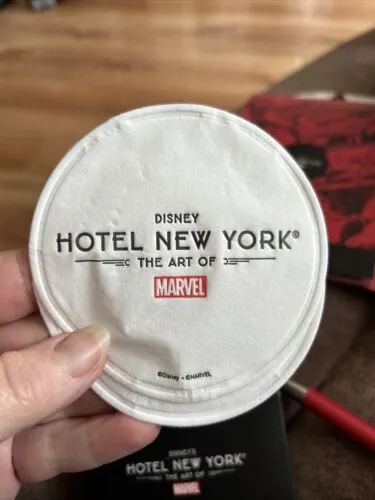 DISNEY
HOTEL NEW YORK®
THE ART OF
MARVEL
©Disney • ©MARVEL
DISNEY'S
HOTEL NEW YORK®
THE ART OF
MARVEL